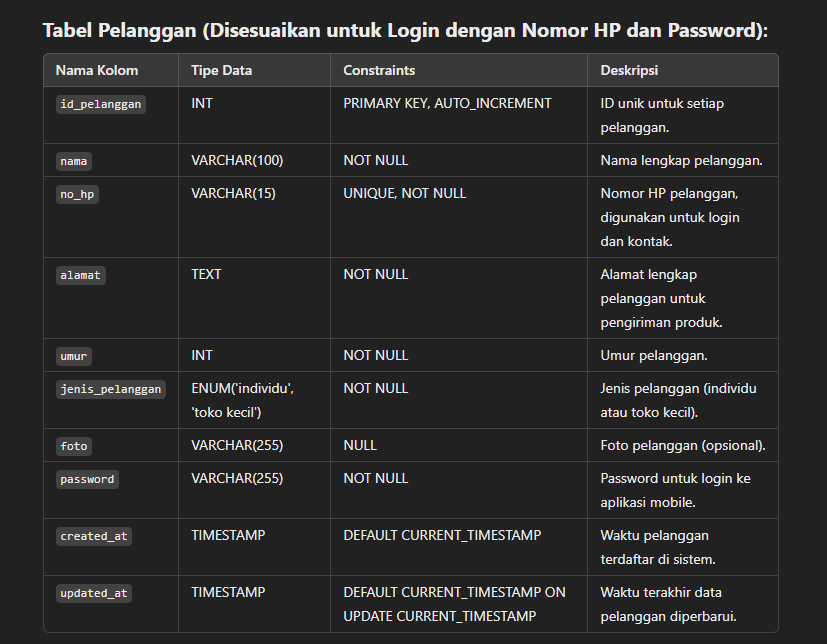 Tabel Pelanggan (Disesuaikan untuk Login dengan Nomor HP dan Password):
Nama Kolom Tipe Data Constraints Deskripsi
id_pelanggan INT PRIMARY KEY, AUTO_INCREMENT ID unik untuk setiap
pelanggan.
nama VARCHAR(100) NOT NULL Nama lengkap pelanggan.
no_hp VARCHAR(15) UNIQUE, NOT NULL Nomor HP pelanggan,
digunakan untuk login
dan kontak.
alamat TEXT NOT NULL Alamat lengkap
pelanggan untuk
pengiriman produk.
umur INT NOT NULL Umur pelanggan.
jenis_pelanggan ENUM('individu', NOT NULL Jenis pelanggan (individu
'toko kecil') atau toko kecil).
foto VARCHAR(255) NULL Foto pelanggan (opsional).
password VARCHAR(255) NOT NULL Password untuk login ke
aplikasi mobile.
created_at TIMESTAMP DEFAULT CURRENT_TIMESTAMP Waktu pelanggan
terdaftar di sistem.
updated_at TIMESTAMP DEFAULT CURRENT_TIMESTAMP ON Waktu terakhir data
UPDATE CURRENT_TIMESTAMP pelanggan diperbarui.